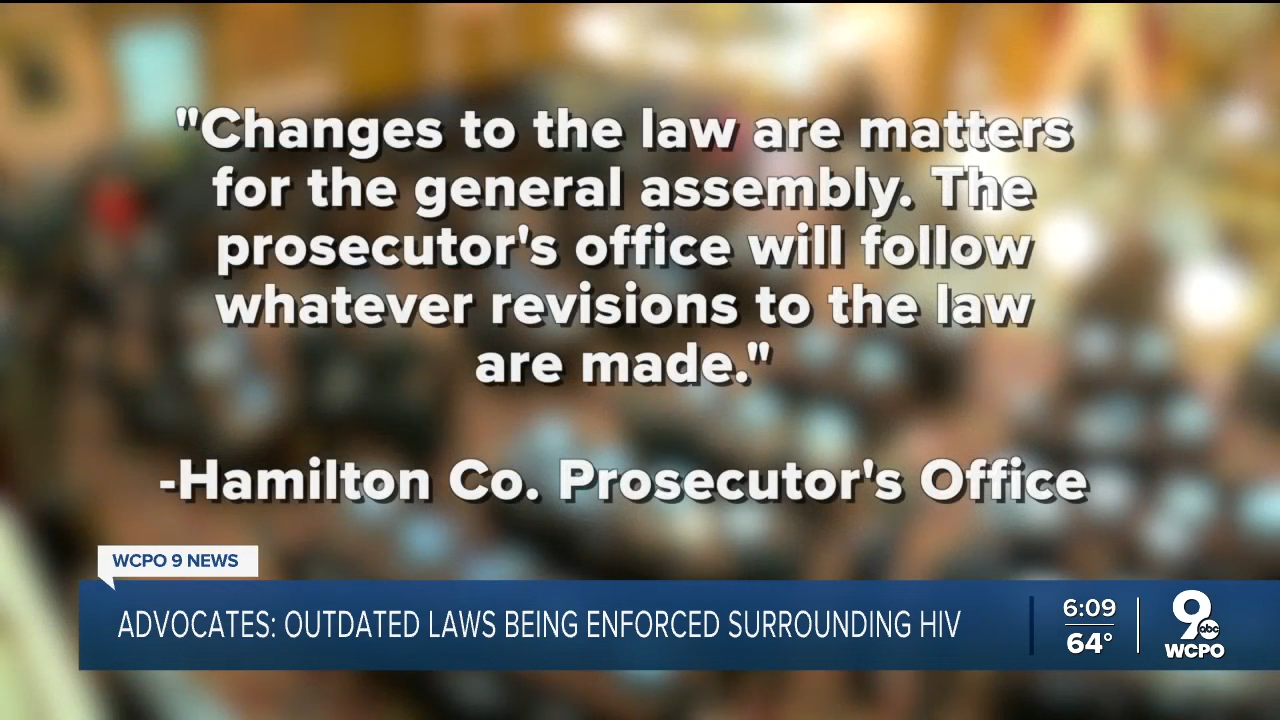 "Changes to the law are matters
for the general assembly. The
prosecutor's office will follow
whatever revisions to the law
are made."
-Hamilton Co. Prosecutor's Office
WCPO 9 NEWS
ADVOCATES: OUTDATED LAWS BEING ENFORCED SURROUNDING HIV
6:09
64°
9
abc
WCPO